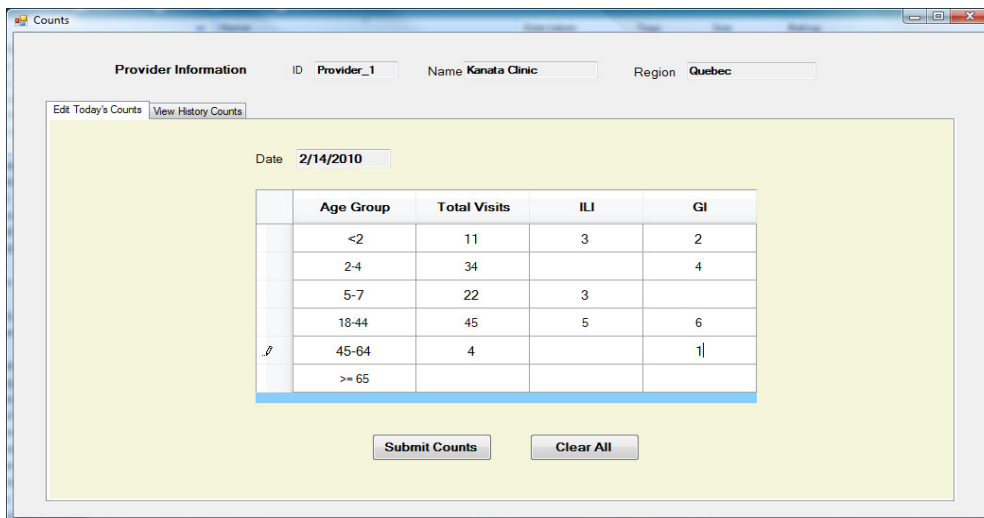 Counts
Provider Information ID Provider_1 Name Kanata Clinic Region Quebec
Edit Today's Counts View History Counts
Date 2/14/2010
Age Group Total Visits ILI GI
<2 11 3 2
2-4 34 4
5-7 22 3
18-44 45 5 6
45-64 4 1
>= 65
Submit Counts Clear All